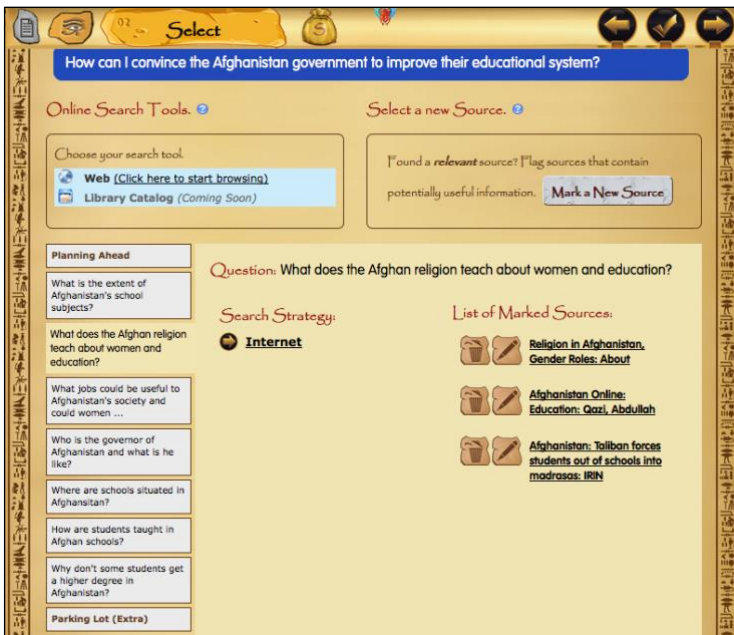 02
Select
$
How can I convince the Afghanistan government to improve their educational system?
Online Search Tools. ?
Select a new Source. ?
Choose your search tool.
Web (Click here to start browsing)
Library Catalog (Coming Soon)
Found a relevant source? Flag sources that contain
potentially useful information. Mark a New Source
Planning Ahead
What is the extent of
Afghanistan's school
subjects?
What does the Afghan religion
teach about women and
education?
What jobs could be useful to
Afghanistan's society and
could women ...
Who is the governor of
Afghanistan and what is he
like?
Where are schools situated in
Afghansitan?
How are students taught in
Afghan schools?
Why don't some students get
a higher degree in
Afghanistan?
Parking Lot (Extra)
Question: What does the Afghan religion teach about women and education?
Search Strategy:
Internet
List of Marked Sources:
Religion in Afghanistan,
Gender Roles: About
Afghanistan Online:
Education: Qazi, Abdullah
Afghanistan: Taliban forces
students out of schools into
madrasas: IRIN